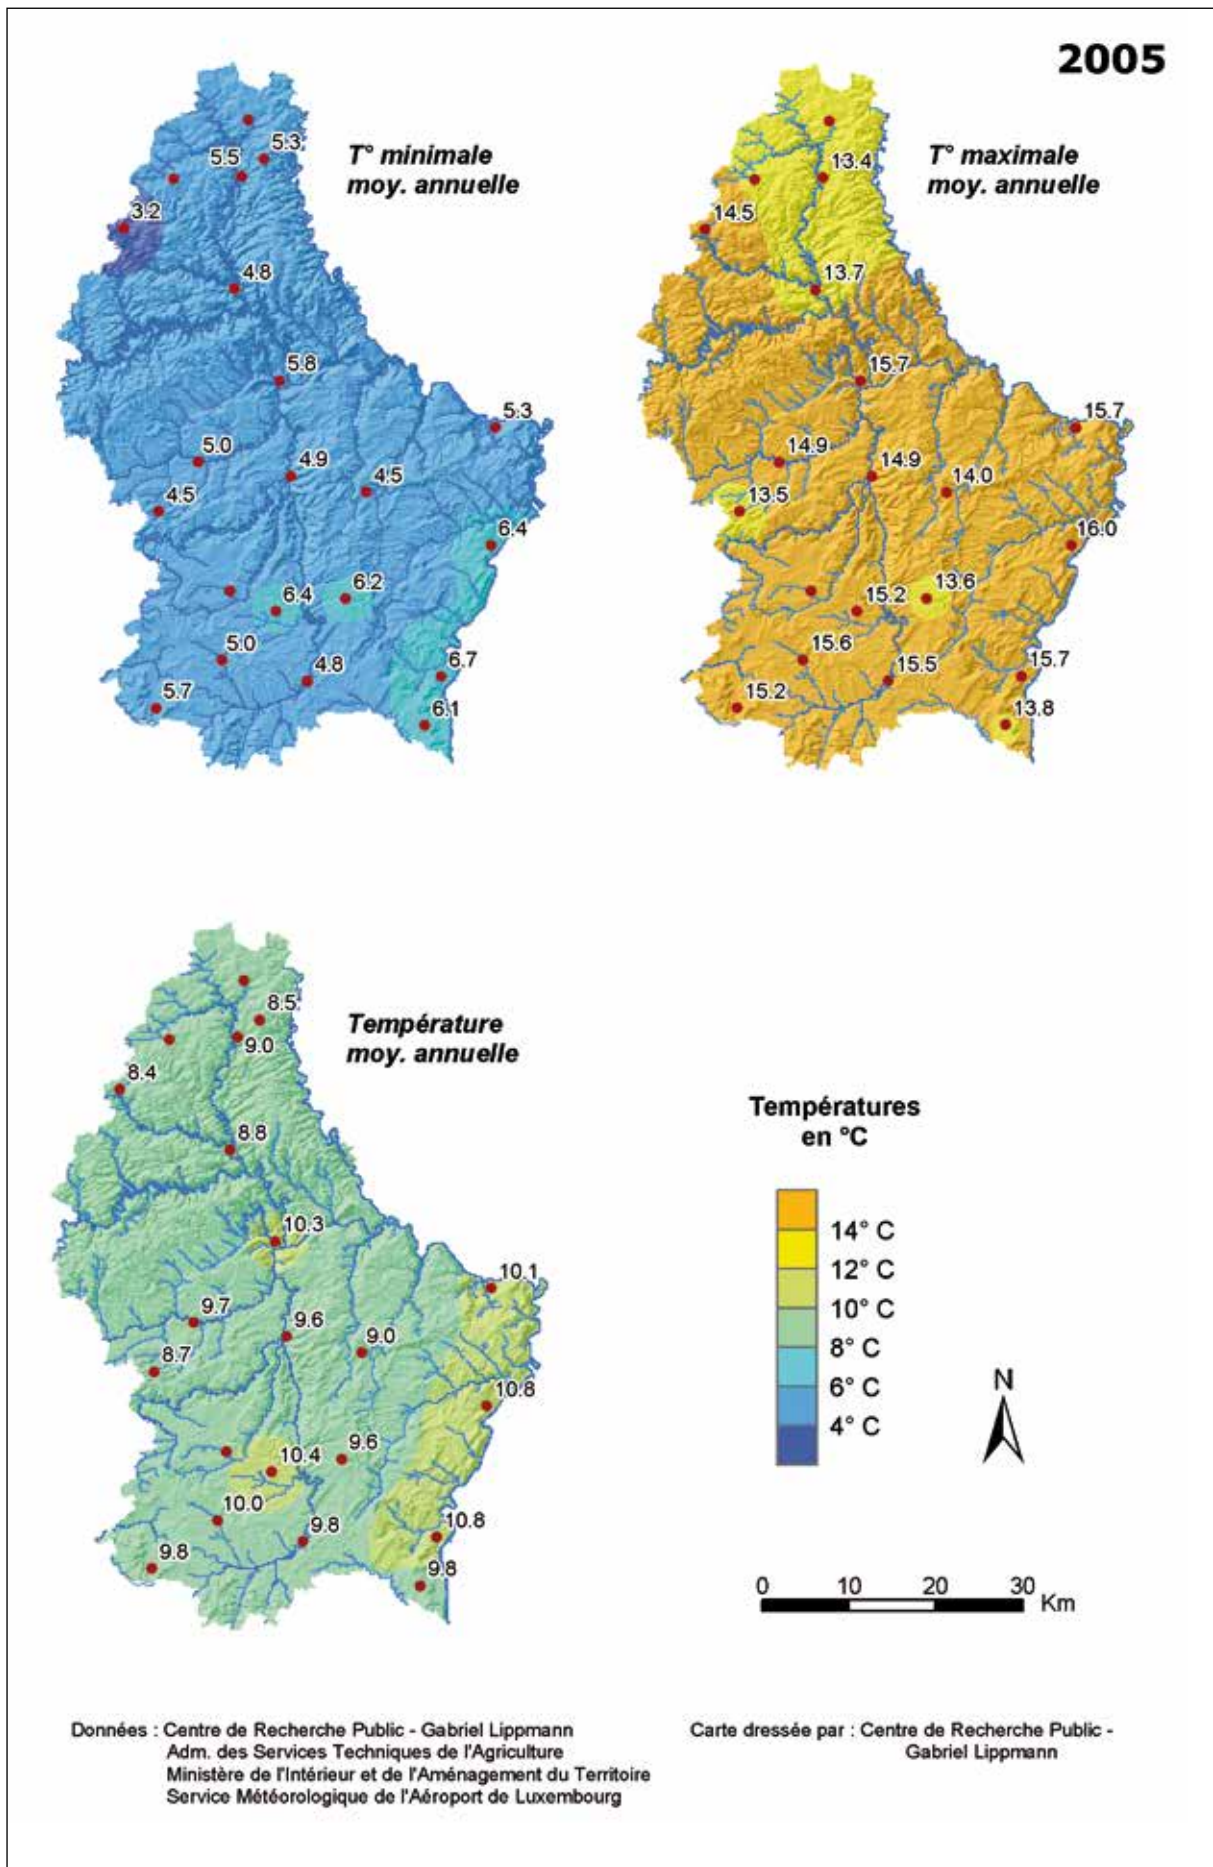 2005
T° minimale
moy. annuelle
5.3
5.5
3.2
4.8
5.8
5.3
5.0
4.9
4.5
4.5
6.4
6.2
6.4
5.0
4.8
6.7
5.7
6.1
T° maximale
moy. annuelle
13.4
14.5
13.7
15.7
15.7
14.9
14.9
14.0
13.5
16.0
13.6
15.2
15.6
15.5
15.7
15.2
13.8
Température
moy. annuelle
8.5
9.0
8.4
8.8
10.3
10.1
9.7
9.6
9.0
8.7
10.8
9.6
10.4
10.0
9.8
10.8
9.8
9.8
Températures
en °C
14° C
12° C
10° C
8° C
6° C
4° C
N
0 10 20 30 Km
Données : Centre de Recherche Public - Gabriel Lippmann
Adm. des Services Techniques de l'Agriculture
Ministère de l'Intérieur et de l'Aménagement du Territoire
Service Météorologique de l'Aéroport de Luxembourg
Carte dressée par : Centre de Recherche Public -
Gabriel Lippmann